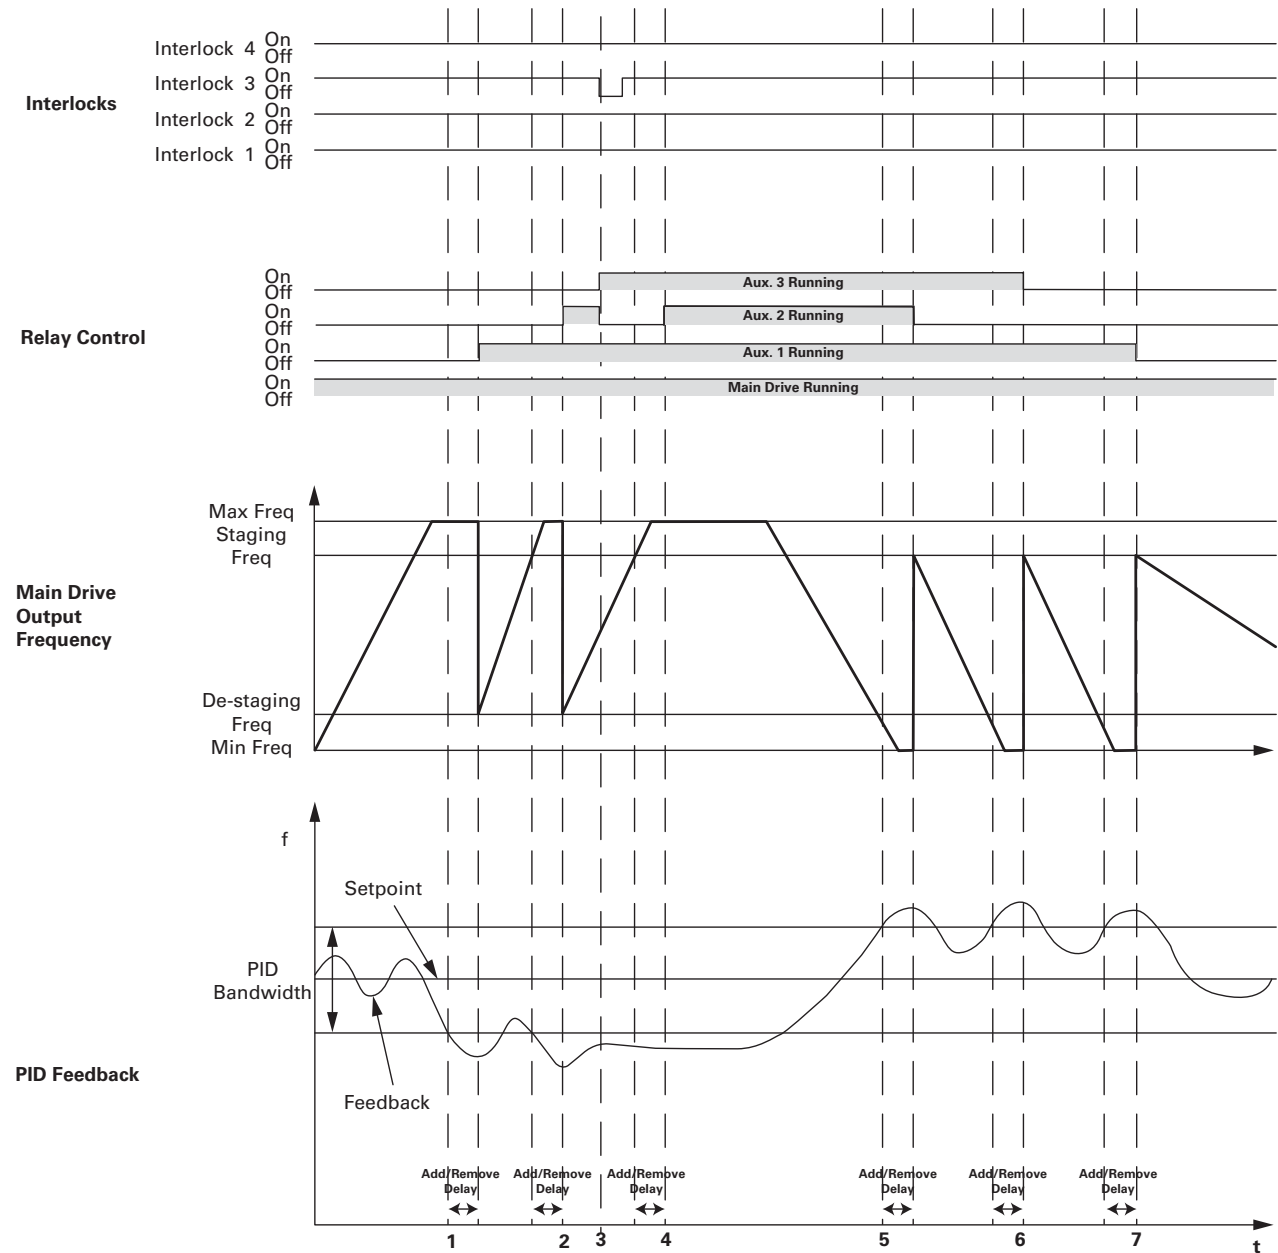 Interlocks
Interlock 4 On
Off
Interlock 3 On
Off
Interlock 2 On
Off
Interlock 1 On
Off
Relay Control
On
Off
Aux. 3 Running
On
Off
Aux. 2 Running
On
Off
Aux. 1 Running
On
Off
Main Drive Running
Main Drive
Output
Frequency
Max Freq
Staging
Freq
De-staging
Freq
Min Freq
f
Setpoint
PID
Bandwidth
PID Feedback
Feedback
Add/Remove
Delay
Add/Remove
Delay
Add/Remove
Delay
Add/Remove
Delay
Add/Remove
Delay
Add/Remove
Delay
1 2 3 4 5 6 7 t